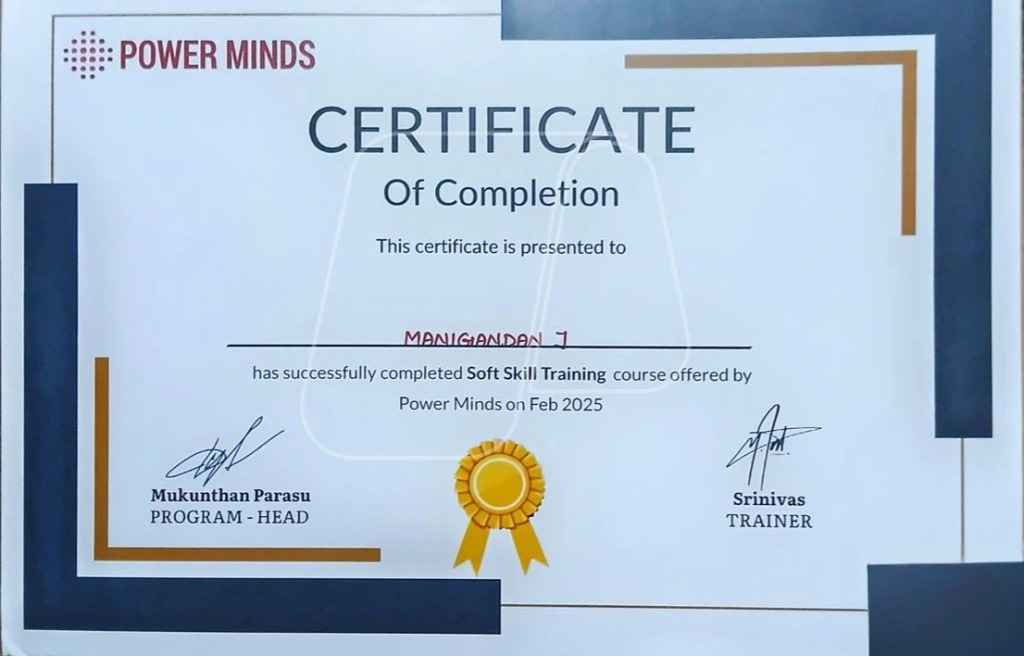 POWER MINDS
CERTIFICATE
Of Completion
This certificate is presented to
MANIGANDAN J
has successfully completed Soft Skill Training course offered by
Power Minds on Feb 2025
Mukunthan Parasu
PROGRAM - HEAD
Srinivas
TRAINER